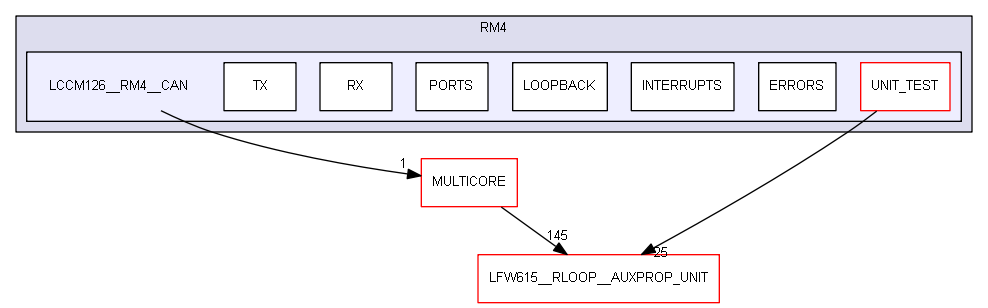 RM4
LCCM126__RM4__CAN
TX
RX
PORTS
LOOPBACK
INTERRUPTS
ERRORS
UNIT_TEST
1
MULTICORE
145
25
LFW615__RLOOP__AUXPROP_UNIT